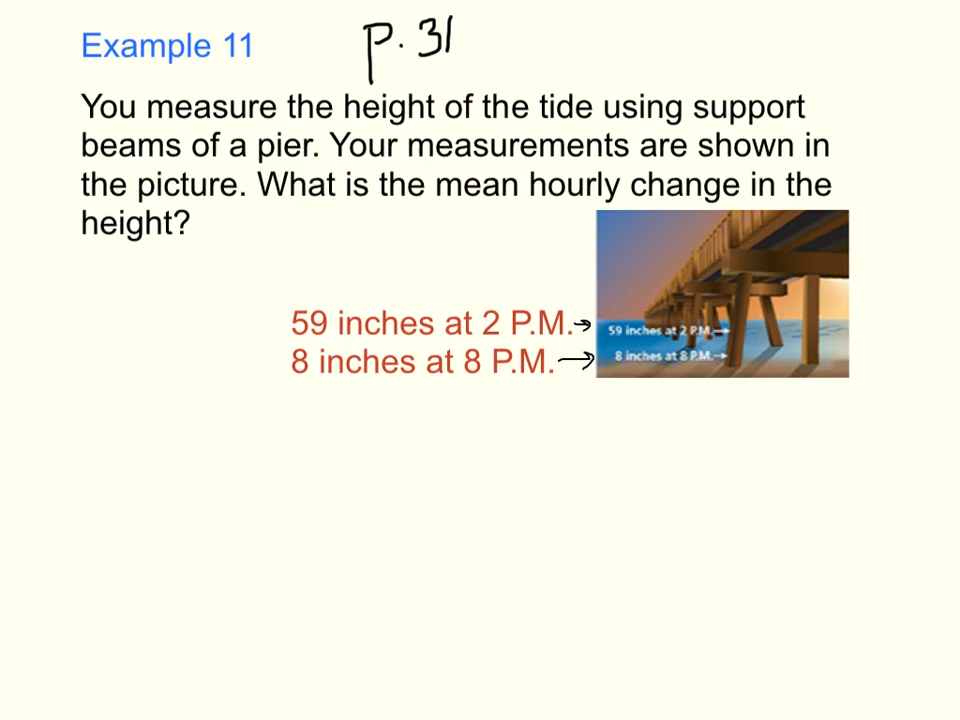 Example 11
p. 31
You measure the height of the tide using support
beams of a pier. Your measurements are shown in
the picture. What is the mean hourly change in the
height?
59 inches at 2 P.M.
8 inches at 8 P.M.
59 inches at 2 P.M.
8 inches at 8 P.M.